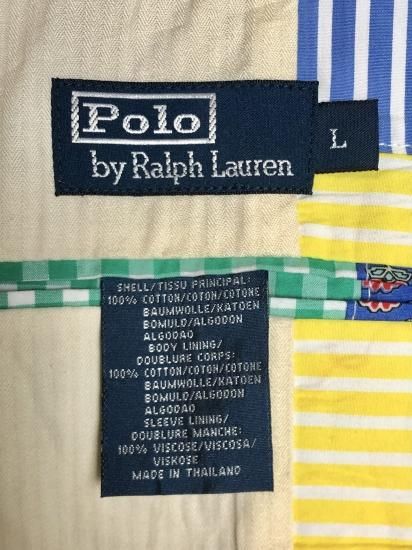 Polo
by Ralph Lauren
L
SHELL/TISSU PRINCIPAL:
100% COTTON/COTON/COTONE
BAUMWOLLE/KATOEN
BOMULD/ALGODON
ALGODAO
BODY LINING/
DOUBLURE CORPS:
100% COTTON/COTON/COTONE
BAUMWOLLE/KATOEN
BOMULD/ALGODON
ALGODAO
SLEEVE LINING/
DOUBLURE MANCHE:
100% VISCOSE/VISCOSA/
VISKOSE
MADE IN THAILAND